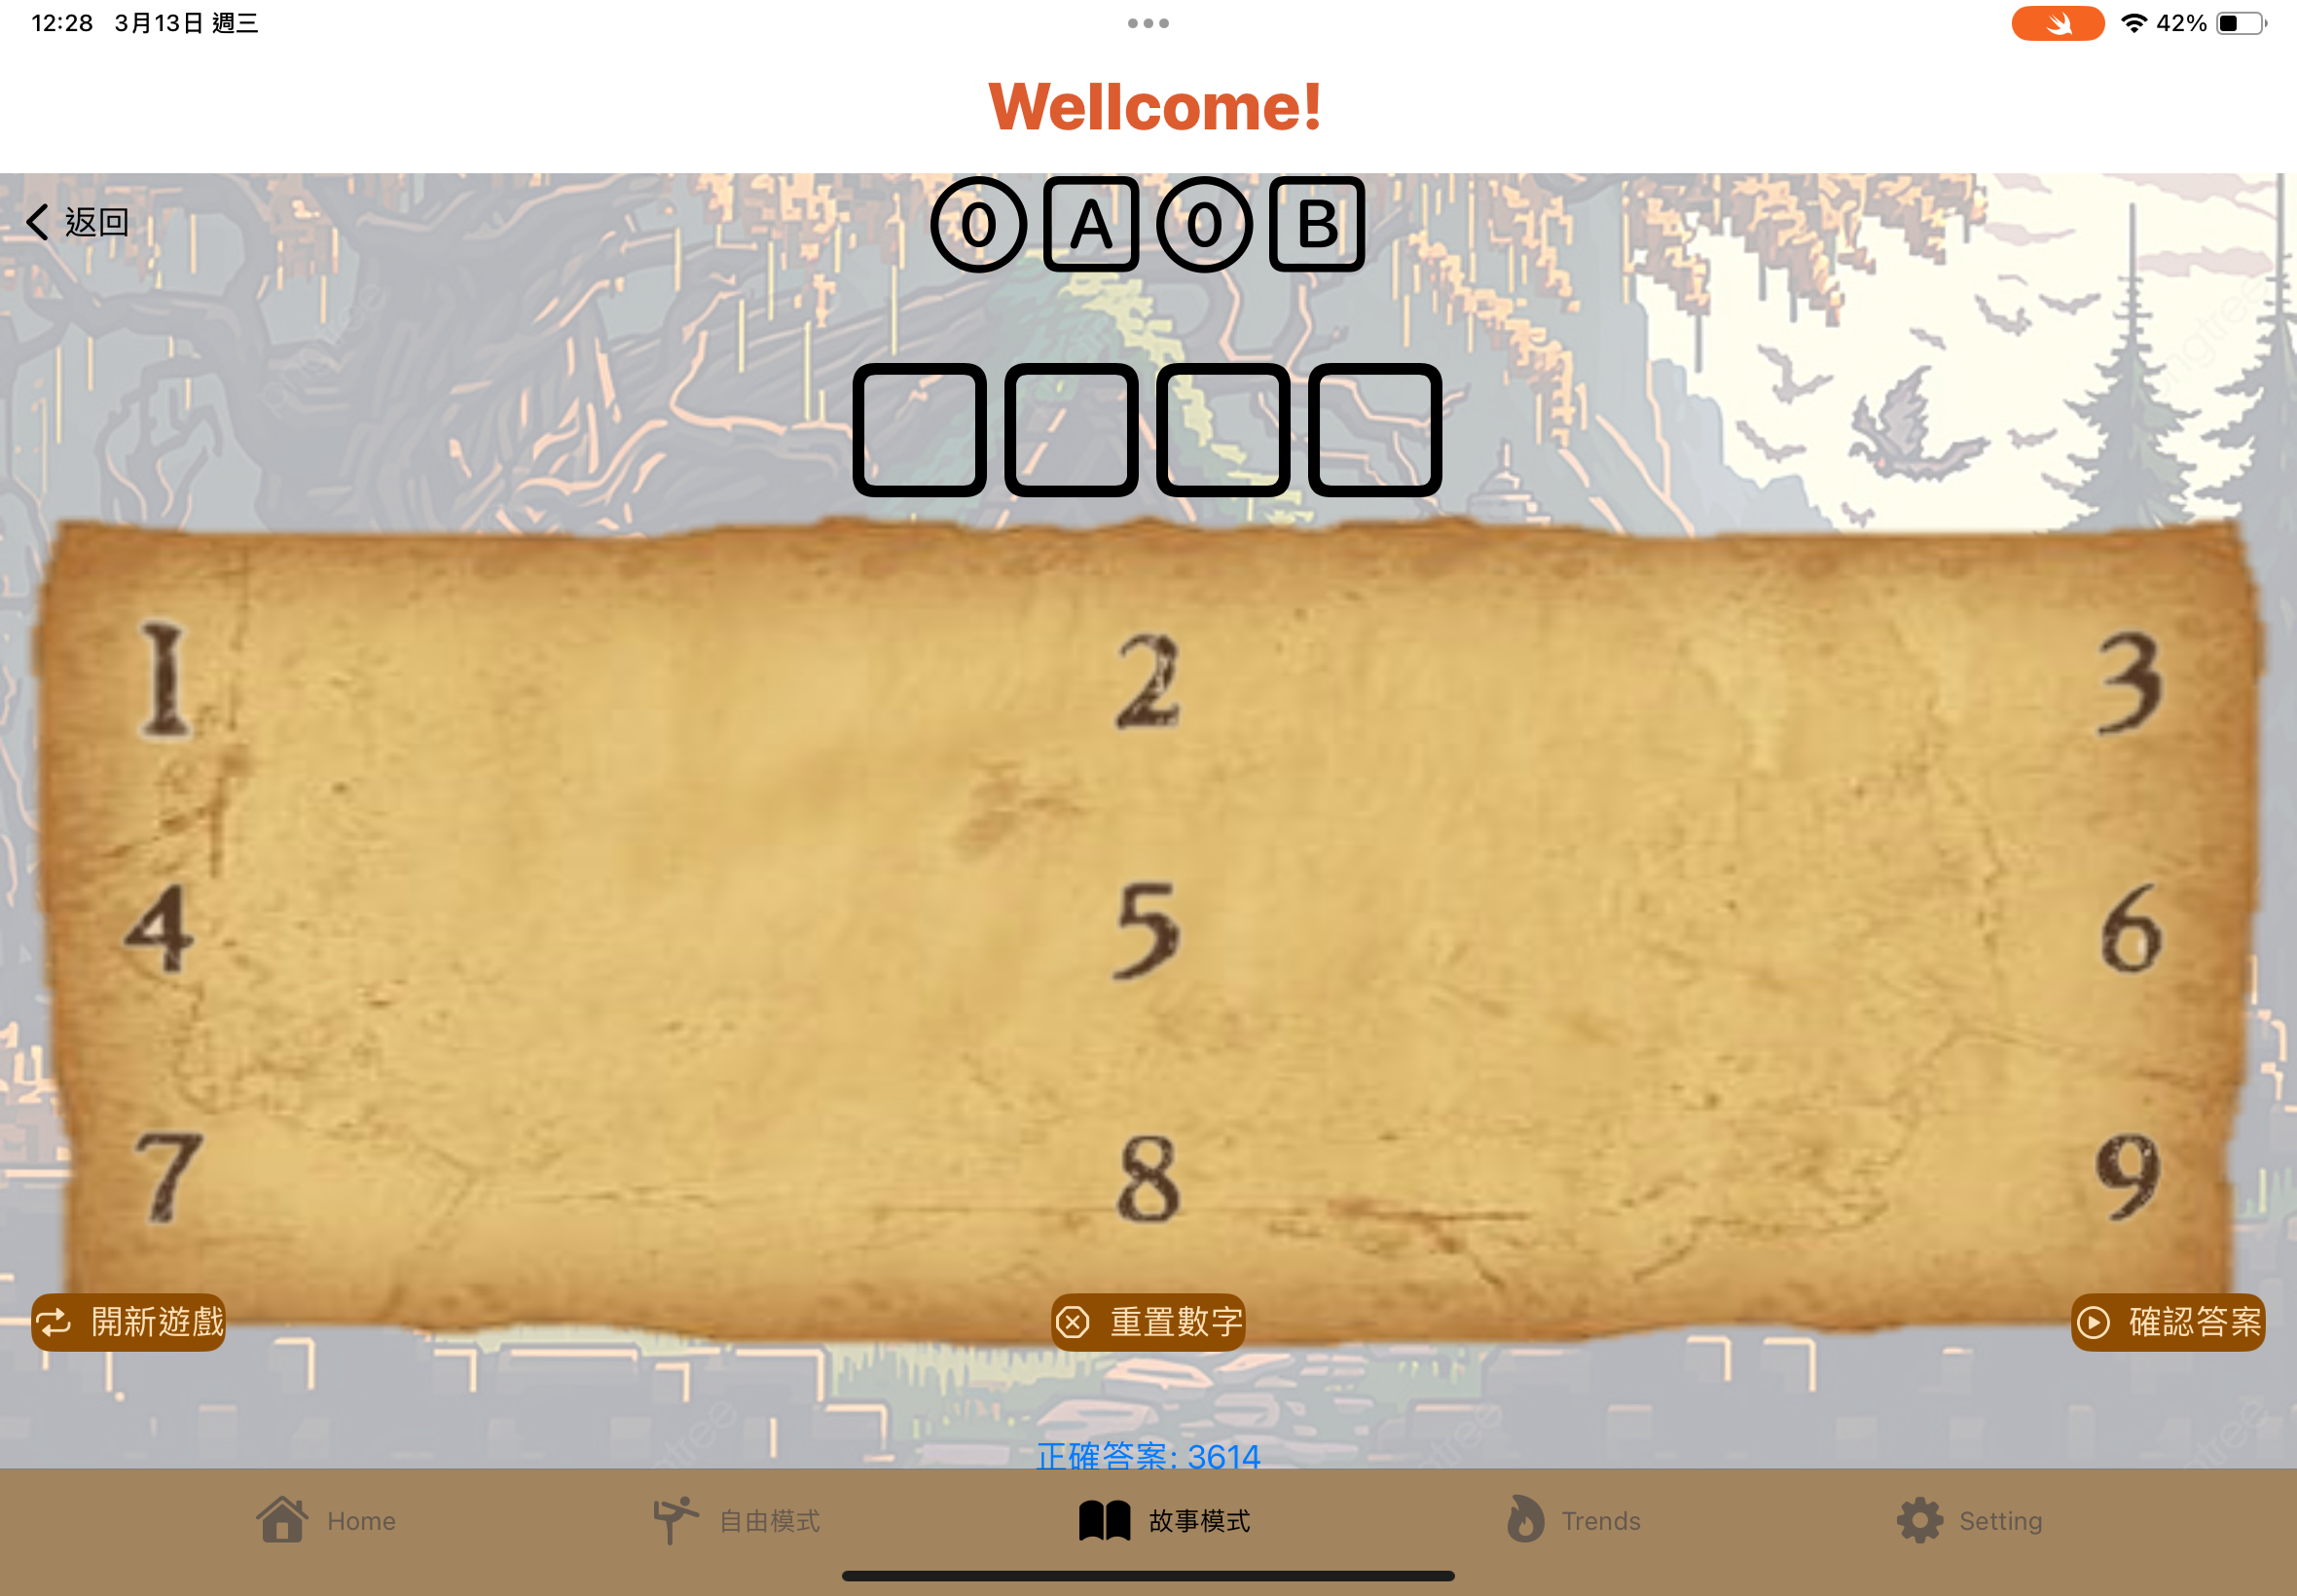 12:28 3月13日 週三
42%
Wellcome!
返回
0 A 0 B
1 2 3
4 5 6
7 8 9
開新遊戲 重置數字 確認答案
正確答案: 3614
Home 自由模式 故事模式 Trends Setting